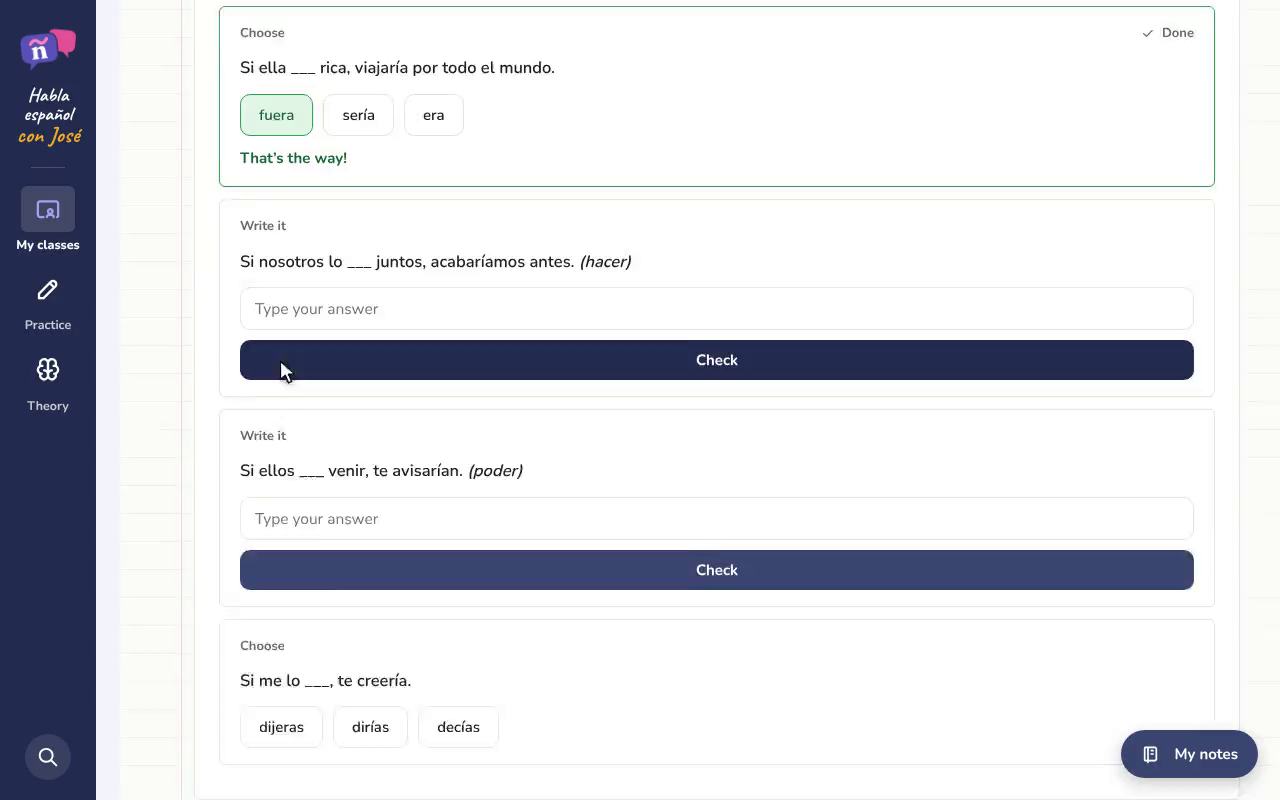 ñ
Habla
español
con José
My classes
Practice
Theory
Choose
Done
Si ella ___ rica, viajaría por todo el mundo.
fuera
sería
era
That's the way!
Write it
Si nosotros lo ___ juntos, acabaríamos antes. (hacer)
Type your answer
Check
Write it
Si ellos ___ venir, te avisarían. (poder)
Type your answer
Check
Choose
Si me lo ___, te creería.
dijeras
dirías
decías
My notes